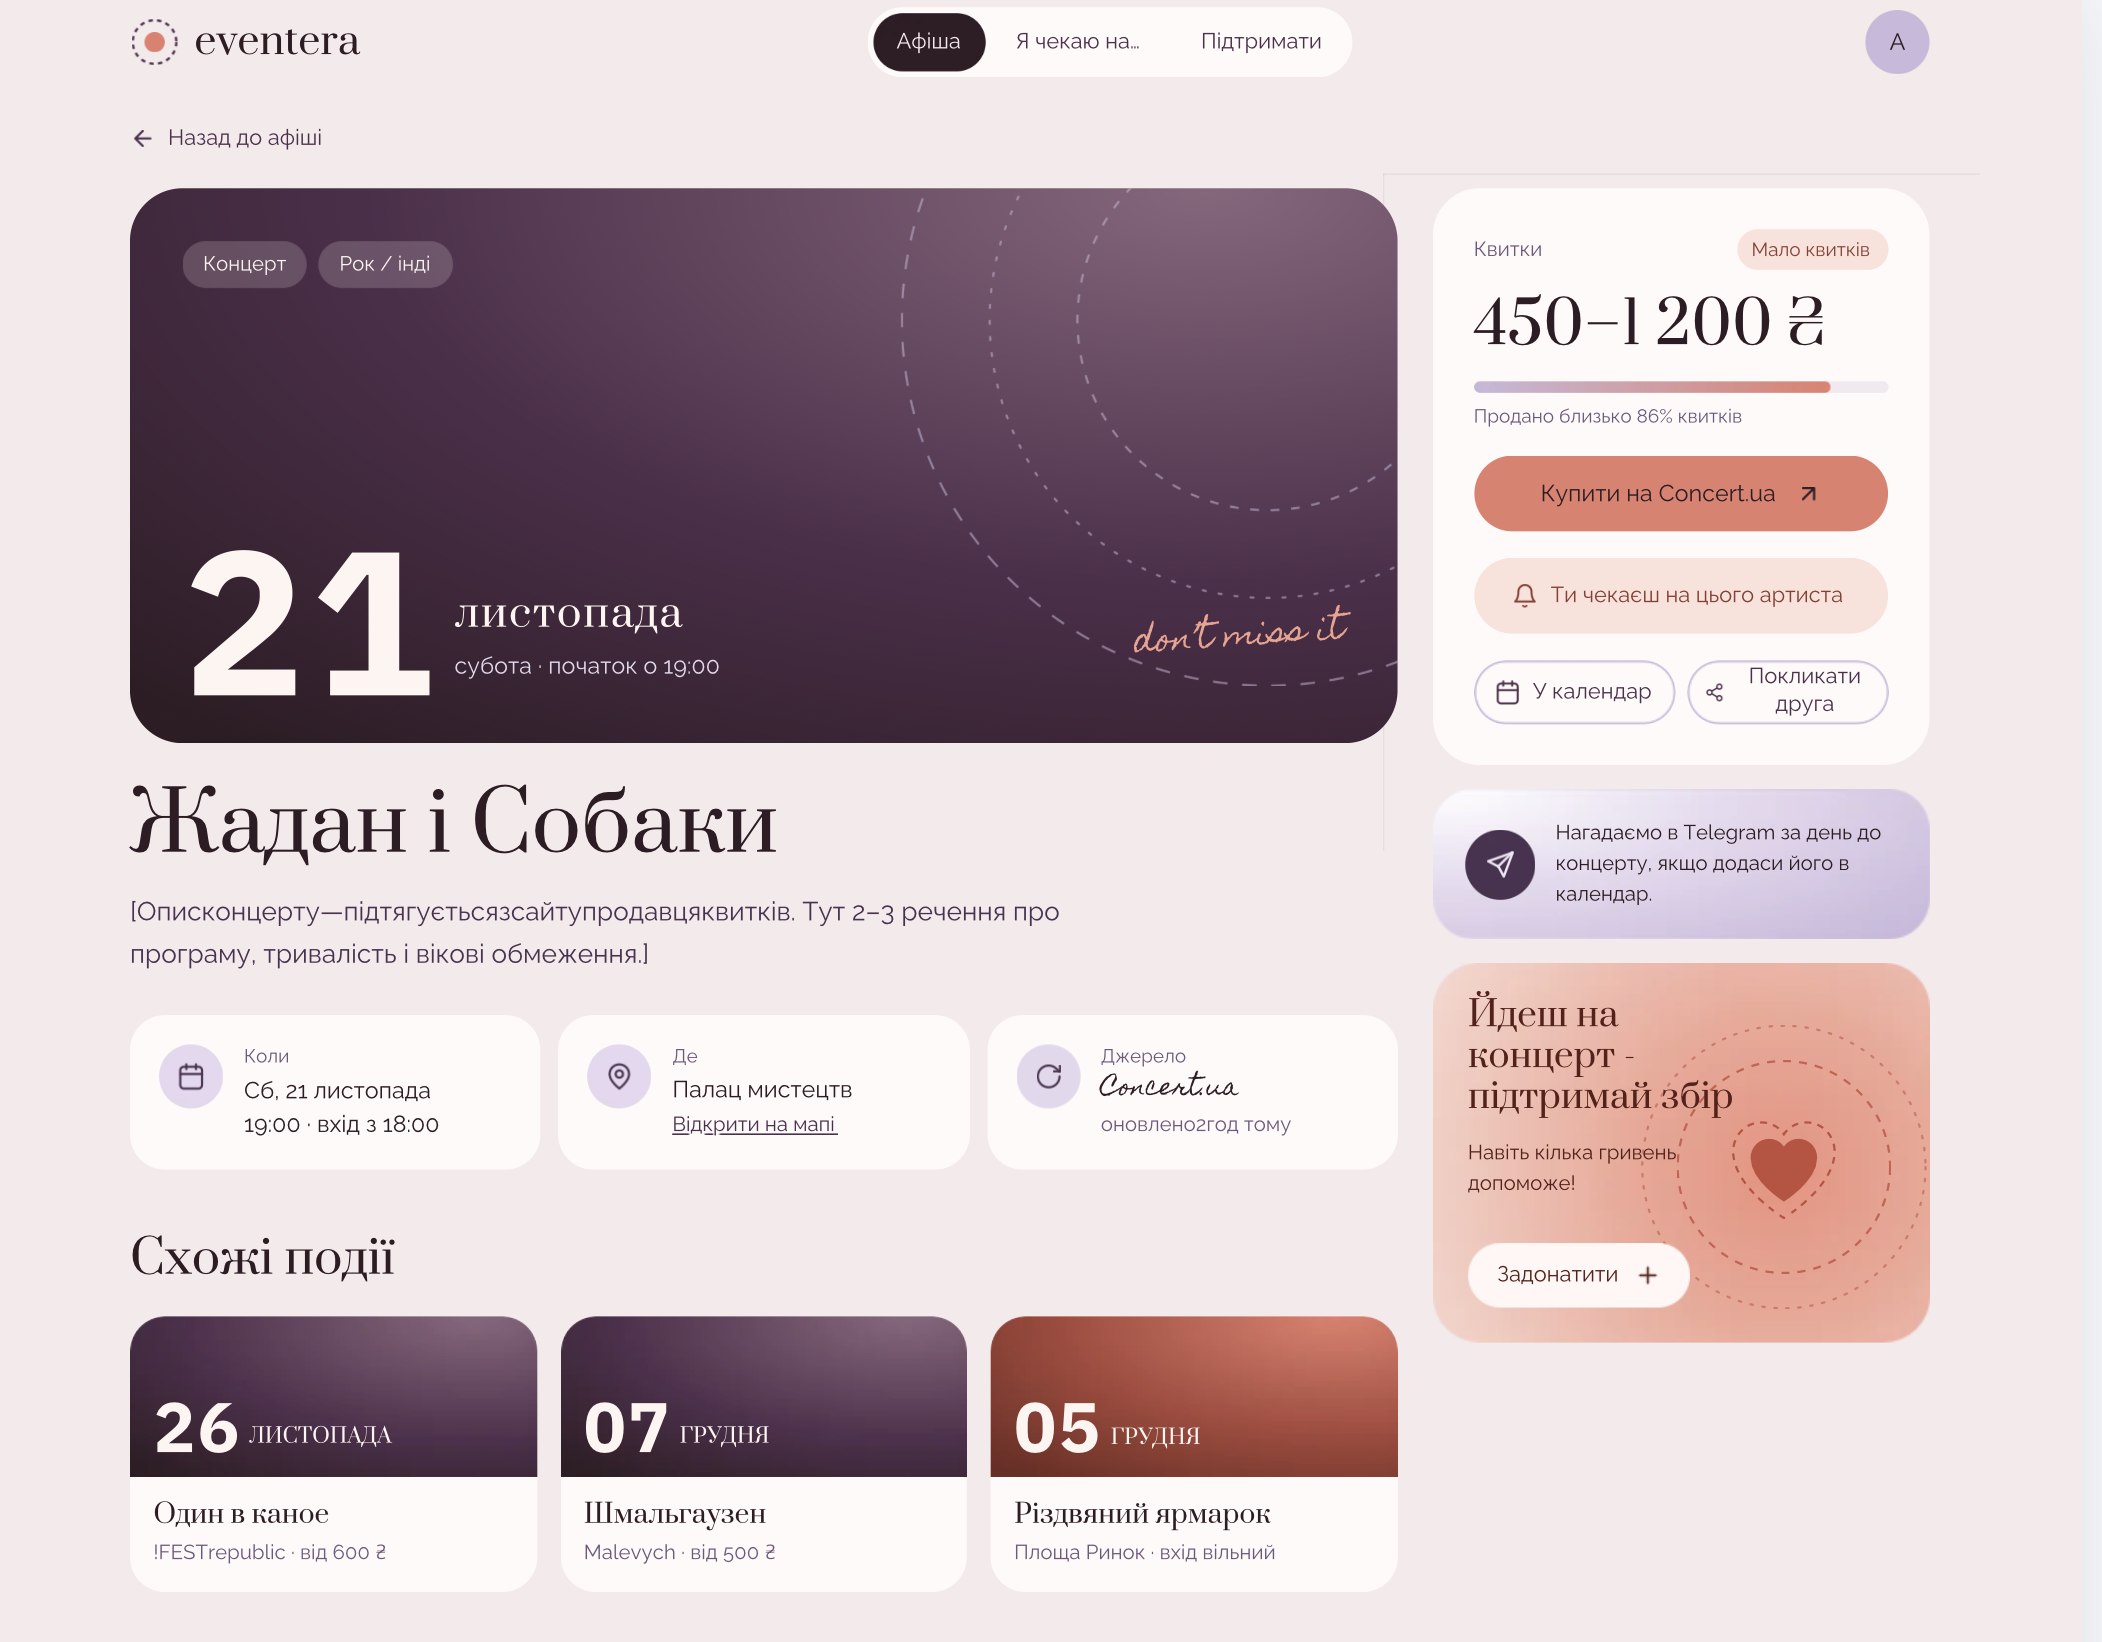 eventera
Афіша
Я чекаю на...
Підтримати
А
Назад до афіші
Концерт
Рок / інді
21
листопада
субота · початок о 19:00
don't miss it
Квитки
Мало квитків
450–1 200 ₴
Продано близько 86% квитків
Купити на Concert.ua
Ти чекаєш на цього артиста
У календар
Покликати
друга
Жадан і Собаки
[Описконцерту—підтягуєтьсязсайтупродавцяквитків. Тут 2–3 речення про
програму, тривалість і вікові обмеження.]
Нагадаємо в Telegram за день до
концерту, якщо додаси його в
календар.
Коли
Сб, 21 листопада
19:00 · вхід з 18:00
Де
Палац мистецтв
Відкрити на мапі
Джерело
Concert.ua
оновлено2год тому
Йдеш на
концерт -
підтримай збір
Навіть кілька гривень
допоможе!
Задонатити
Схожі події
26 ЛИСТОПАДА
Один в каное
!FESTrepublic · від 600 ₴
07 ГРУДНЯ
Шмальгаузен
Malevych · від 500 ₴
05 ГРУДНЯ
Різдвяний ярмарок
Площа Ринок · вхід вільний